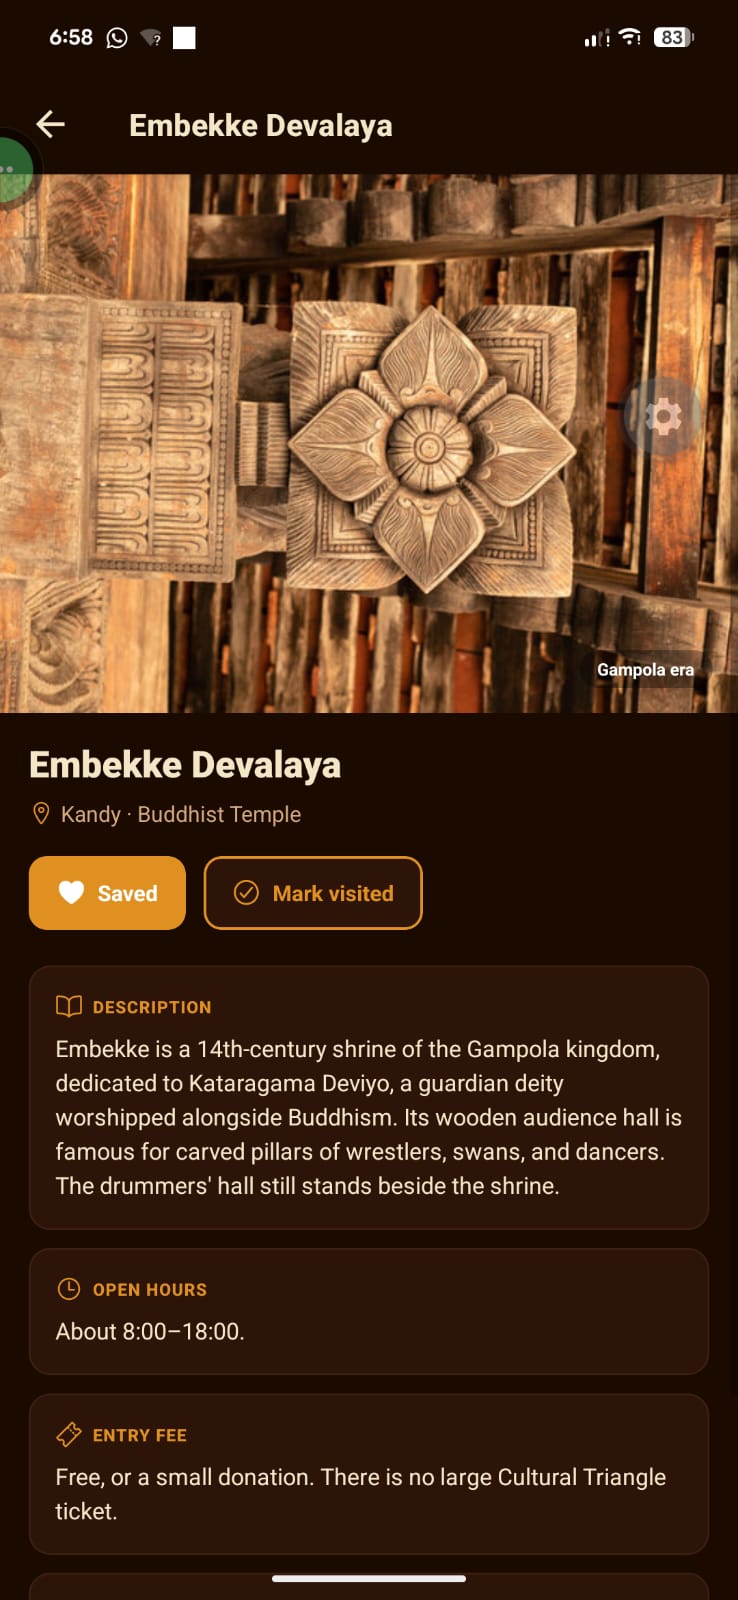 6:58
83
Embekke Devalaya
Gampola era
Embekke Devalaya
Kandy · Buddhist Temple
Saved
Mark visited
DESCRIPTION
Embekke is a 14th-century shrine of the Gampola kingdom,
dedicated to Kataragama Deviyo, a guardian deity
worshipped alongside Buddhism. Its wooden audience hall is
famous for carved pillars of wrestlers, swans, and dancers.
The drummers' hall still stands beside the shrine.
OPEN HOURS
About 8:00–18:00.
ENTRY FEE
Free, or a small donation. There is no large Cultural Triangle
ticket.